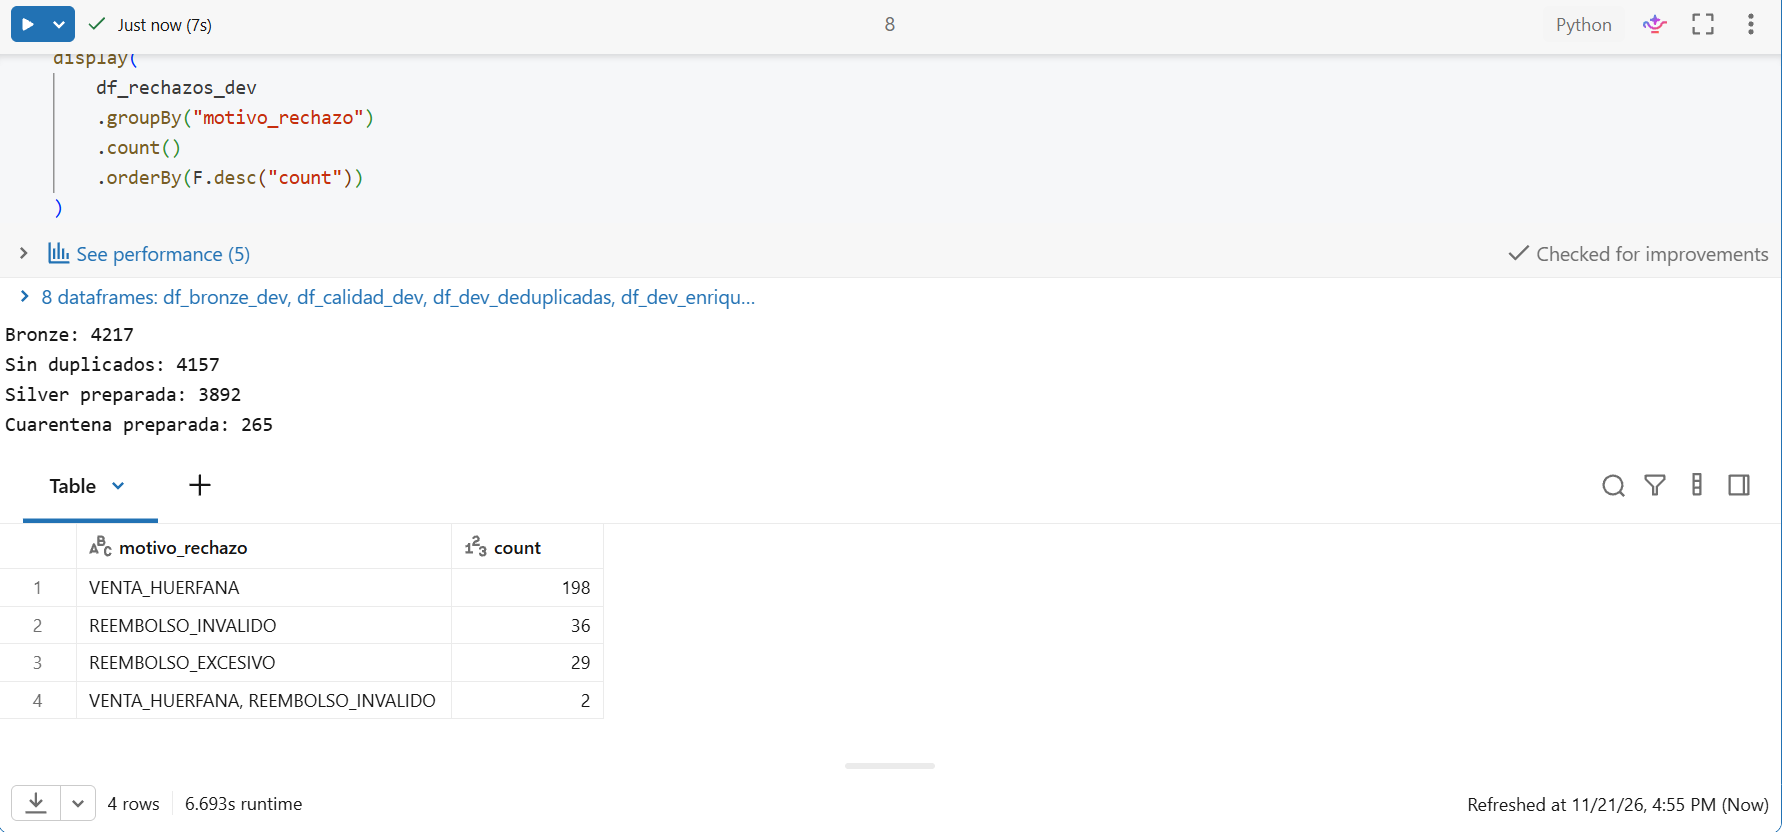 Just now (7s)
8
Python
display(
df_rechazos_dev
.groupBy("motivo_rechazo")
.count()
.orderBy(F.desc("count"))
)
See performance (5)
Checked for improvements
8 dataframes: df_bronze_dev, df_calidad_dev, df_dev_deduplicadas, df_dev_enriqu...
Bronze: 4217
Sin duplicados: 4157
Silver preparada: 3892
Cuarentena preparada: 265
Table
ABC motivo_rechazo 123 count
1 VENTA_HUERFANA 198
2 REEMBOLSO_INVALIDO 36
3 REEMBOLSO_EXCESIVO 29
4 VENTA_HUERFANA, REEMBOLSO_INVALIDO 2
4 rows 6.693s runtime
Refreshed at 11/21/26, 4:55 PM (Now)